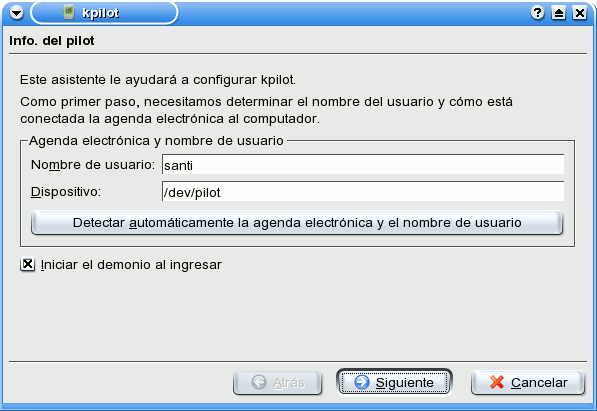 kpilot
Info. del pilot
Este asistente le ayudará a configurar kpilot.
Como primer paso, necesitamos determinar el nombre del usuario y cómo está
conectada la agenda electrónica al computador.
Agenda electrónica y nombre de usuario
Nombre de usuario: santi
Dispositivo: /dev/pilot
Detectar automáticamente la agenda electrónica y el nombre de usuario
Iniciar el demonio al ingresar
Atrás Siguiente Cancelar